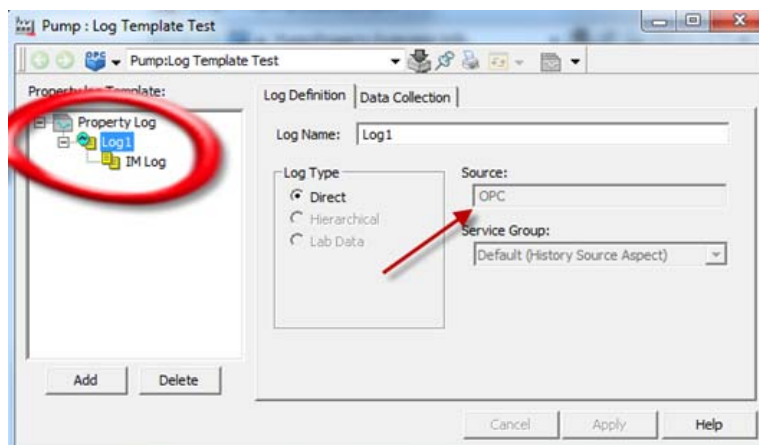 Pump : Log Template Test
Pump:Log Template Test
Property log Template:
Property Log
Log1
IM Log
Add
Delete
Log Definition
Data Collection
Log Name:
Log1
Log Type
Direct
Hierarchical
Lab Data
Source:
OPC
Service Group:
Default (History Source Aspect)
Cancel
Apply
Help